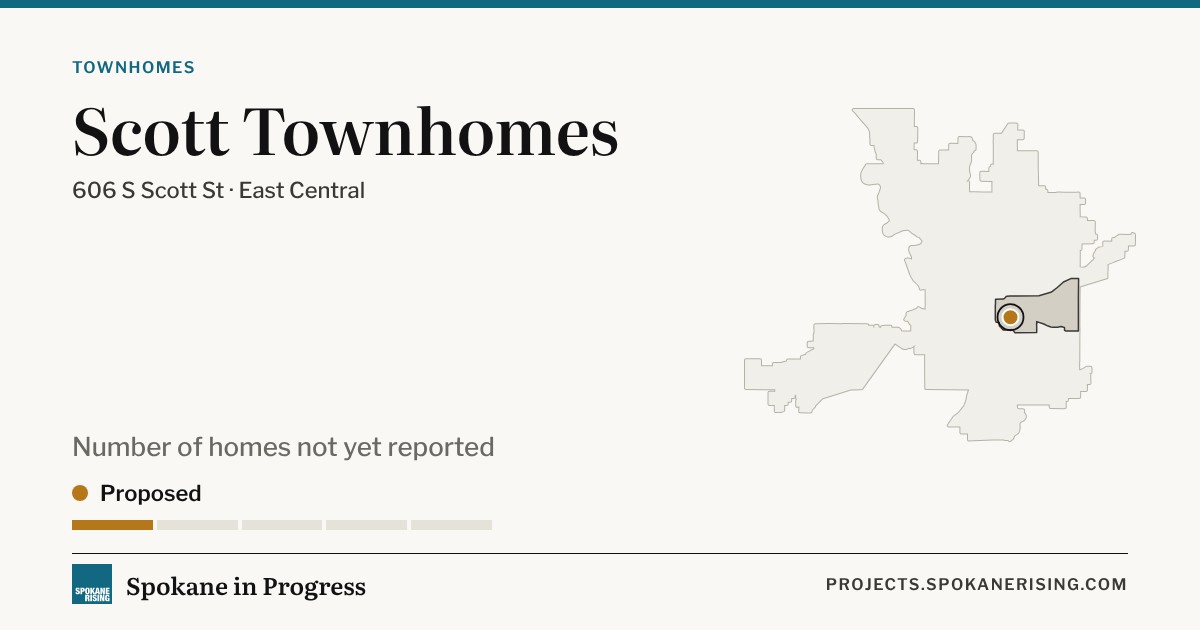 TOWNHOMES
Scott Townhomes
606 S Scott St · East Central
Number of homes not yet reported
Proposed
SPOKANE
RISING
Spokane in Progress
PROJECTS.SPOKANERISING.COM